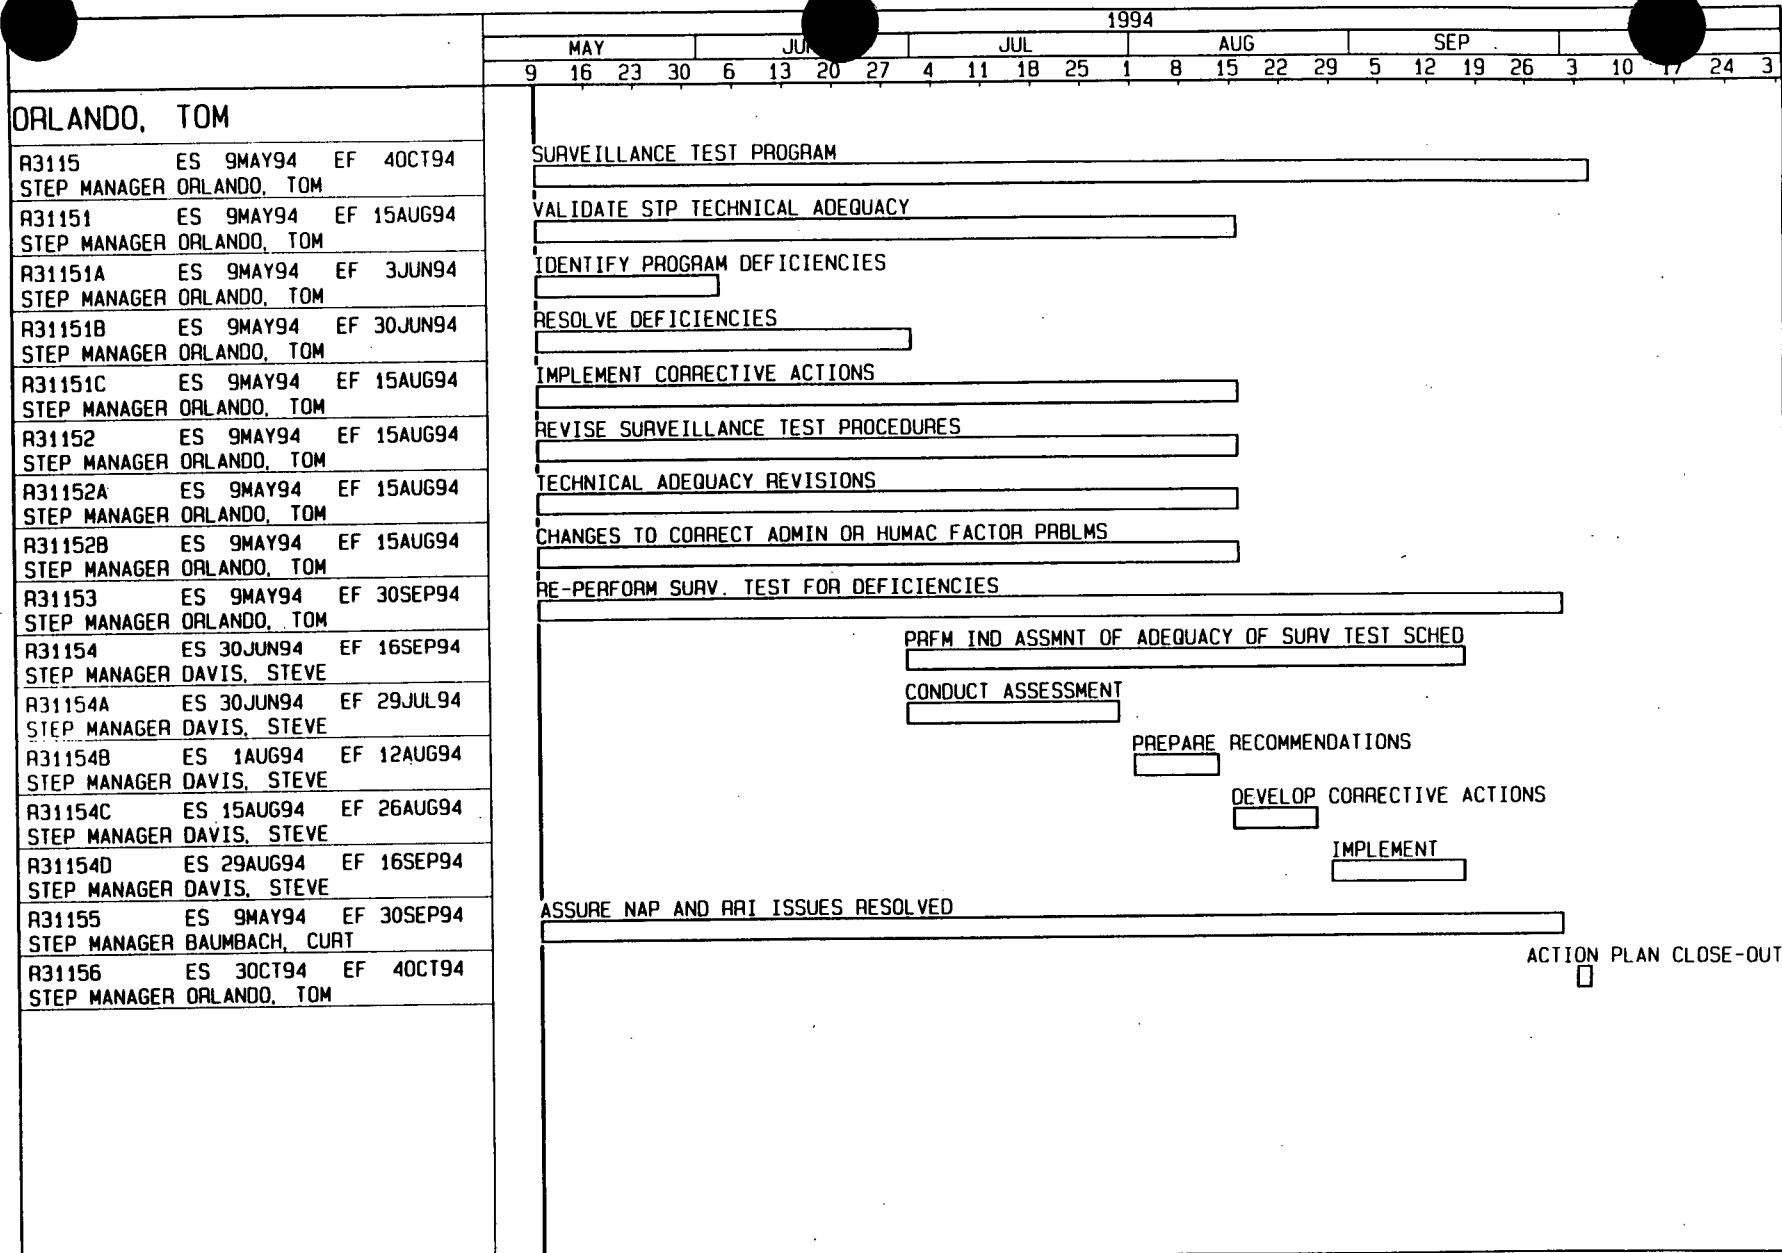 1994
MAY JUL AUG SEP
9 16 23 30 6 13 20 27 4 11 18 25 1 8 15 22 29 5 12 19 26 3 10 17 24 3
ORLANDO, TOM
R3115 ES 9MAY94 EF 4OCT94
STEP MANAGER ORLANDO, TOM
SURVEILLANCE TEST PROGRAM
R31151 ES 9MAY94 EF 15AUG94
STEP MANAGER ORLANDO, TOM
VALIDATE STP TECHNICAL ADEQUACY
R31151A ES 9MAY94 EF 3JUN94
STEP MANAGER ORLANDO, TOM
IDENTIFY PROGRAM DEFICIENCIES
R31151B ES 9MAY94 EF 30JUN94
STEP MANAGER ORLANDO, TOM
RESOLVE DEFICIENCIES
R31151C ES 9MAY94 EF 15AUG94
STEP MANAGER ORLANDO, TOM
IMPLEMENT CORRECTIVE ACTIONS
R31152 ES 9MAY94 EF 15AUG94
STEP MANAGER ORLANDO, TOM
REVISE SURVEILLANCE TEST PROCEDURES
R31152A ES 9MAY94 EF 15AUG94
STEP MANAGER ORLANDO, TOM
TECHNICAL ADEQUACY REVISIONS
R31152B ES 9MAY94 EF 15AUG94
STEP MANAGER ORLANDO, TOM
CHANGES TO CORRECT ADMIN OR HUMAC FACTOR PRBLMS
R31153 ES 9MAY94 EF 30SEP94
STEP MANAGER ORLANDO, TOM
RE-PERFORM SURV. TEST FOR DEFICIENCIES
R31154 ES 30JUN94 EF 16SEP94
STEP MANAGER DAVIS, STEVE
PRFM IND ASSMNT OF ADEQUACY OF SURV TEST SCHED
R31154A ES 30JUN94 EF 29JUL94
STEP MANAGER DAVIS, STEVE
CONDUCT ASSESSMENT
R31154B ES 1AUG94 EF 12AUG94
STEP MANAGER DAVIS, STEVE
PREPARE RECOMMENDATIONS
R31154C ES 15AUG94 EF 26AUG94
STEP MANAGER DAVIS, STEVE
DEVELOP CORRECTIVE ACTIONS
R31154D ES 29AUG94 EF 16SEP94
STEP MANAGER DAVIS, STEVE
IMPLEMENT
R31155 ES 9MAY94 EF 30SEP94
STEP MANAGER BAUMBACH, CURT
ASSURE NAP AND RRI ISSUES RESOLVED
R31156 ES 3OCT94 EF 4OCT94
STEP MANAGER ORLANDO, TOM
ACTION PLAN CLOSE-OUT